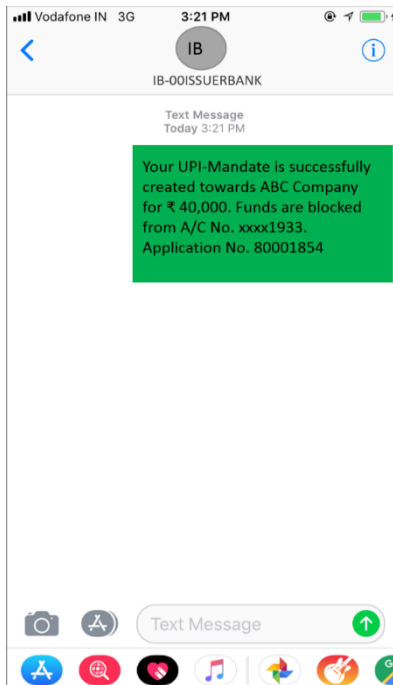 Vodafone IN 3G 3:21 PM
IB
IB-00ISSUERBANK
Text Message
Today 3:21 PM
Your UPI-Mandate is successfully
created towards ABC Company
for ₹ 40,000. Funds are blocked
from A/C No. xxxx1933.
Application No. 80001854
Text Message
G